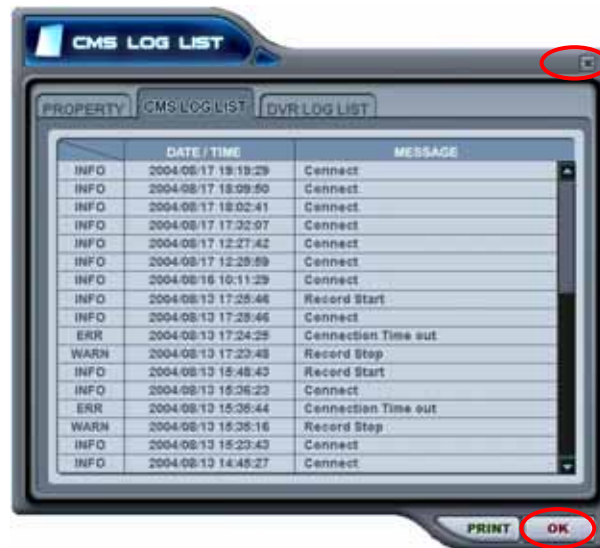 CMS LOG LIST
PROPERTY CMS LOG LIST DVR LOG LIST
DATE / TIME MESSAGE
INFO 2004/08/17 19:19:29 Connect
INFO 2004/08/17 18:09:50 Connect
INFO 2004/08/17 18:02:41 Connect
INFO 2004/08/17 17:32:07 Connect
INFO 2004/08/17 12:27:42 Connect
INFO 2004/08/17 12:25:59 Connect
INFO 2004/08/16 10:11:29 Connect
INFO 2004/08/13 17:25:46 Record Start
INFO 2004/08/13 17:25:46 Connect
ERR 2004/08/13 17:24:25 Connection Time out
WARN 2004/08/13 17:23:48 Record Stop
INFO 2004/08/13 15:48:43 Record Start
INFO 2004/08/13 15:36:23 Connect
ERR 2004/08/13 15:35:44 Connection Time out
WARN 2004/08/13 15:35:16 Record Stop
INFO 2004/08/13 15:23:43 Connect
INFO 2004/08/13 14:45:27 Connect
PRINT OK